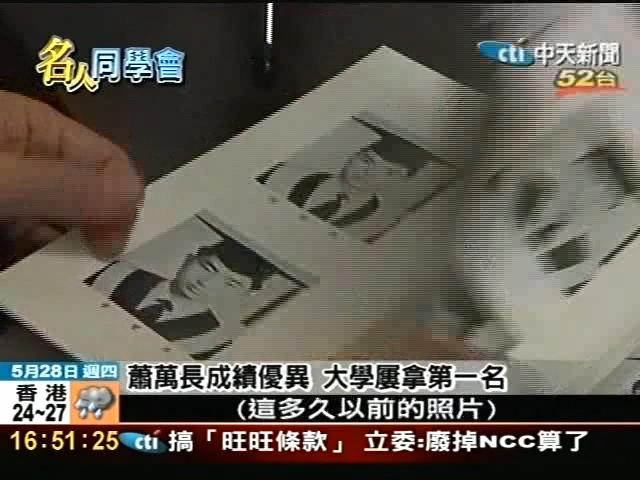 名人同學會
cti 中天新聞
52台
5月28日 週四
蕭萬長成績優異 大學屢拿第一名
香港
24~27
(這多久以前的照片)
16:51:25
cti 搞「旺旺條款」 立委:廢掉NCC算了